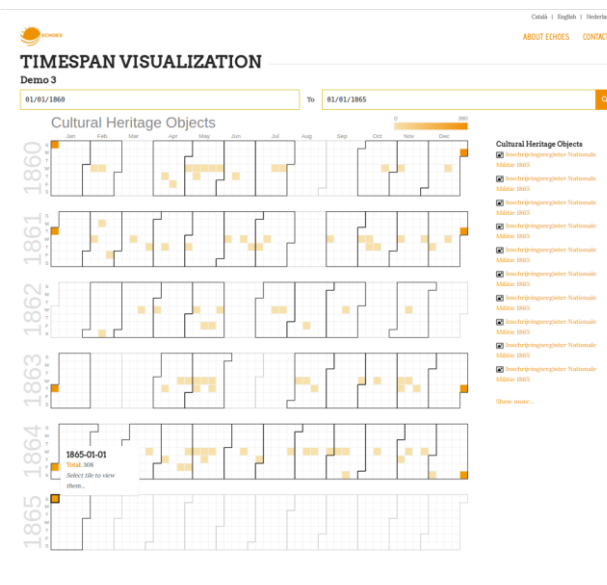 Català | English |
ECHOES
ABOUT ECHOES
TIMESPAN VISUALIZATION
Demo 3
01/01/1860
To
01/01/1865
Cultural Heritage Objects
0
Jan Feb Mar Apr May Jun Jul Aug Sep Oct Nov Dec
1860
1861
1862
1863
1864
1865
1865-01-01
Total: 308
Select tile to view
them...
Cultural Heritage Objects
Inschrijvingsregister Nationale
Militie 1865
Inschrijvingsregister Nationale
Militie 1865
Inschrijvingsregister Nationale
Militie 1865
Inschrijvingsregister Nationale
Militie 1865
Inschrijvingsregister Nationale
Militie 1865
Inschrijvingsregister Nationale
Militie 1865
Inschrijvingsregister Nationale
Militie 1865
Inschrijvingsregister Nationale
Militie 1865
Inschrijvingsregister Nationale
Militie 1865
Inschrijvingsregister Nationale
Militie 1865
Show more...